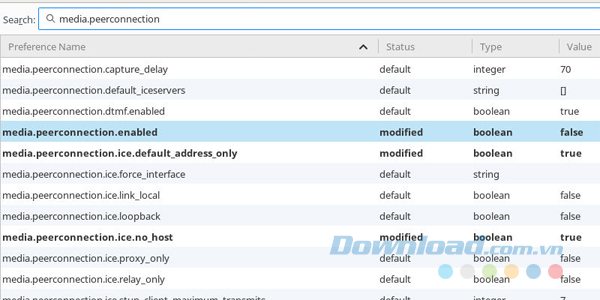 Search: media.peerconnection
Preference Name Status Type Value
media.peerconnection.capture_delay default integer 70
media.peerconnection.default_iceservers default string []
media.peerconnection.dtmf.enabled default boolean true
media.peerconnection.enabled modified boolean false
media.peerconnection.ice.default_address_only modified boolean true
media.peerconnection.ice.force_interface default string
media.peerconnection.ice.link_local default boolean false
media.peerconnection.ice.loopback default boolean false
media.peerconnection.ice.no_host modified boolean true
media.peerconnection.ice.proxy_only default boolean false
media.peerconnection.ice.relay_only default boolean false
media.peerconnection.ice.stun_client_maximum_transmits default integer 7
Download.com.vn